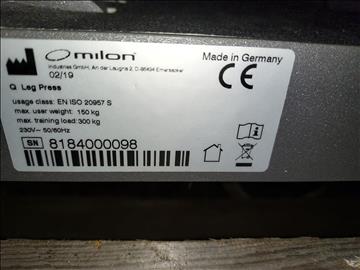 milon
Made in Germany
Industries GmbH, An der Laugna 2, D-86494 Emersacker
02/19
CE
Q Leg Press
usage class: EN ISO 20957 S
max. user weight: 150 kg
max. training load: 300 kg
230V~ 50/60Hz
SN 8184000098